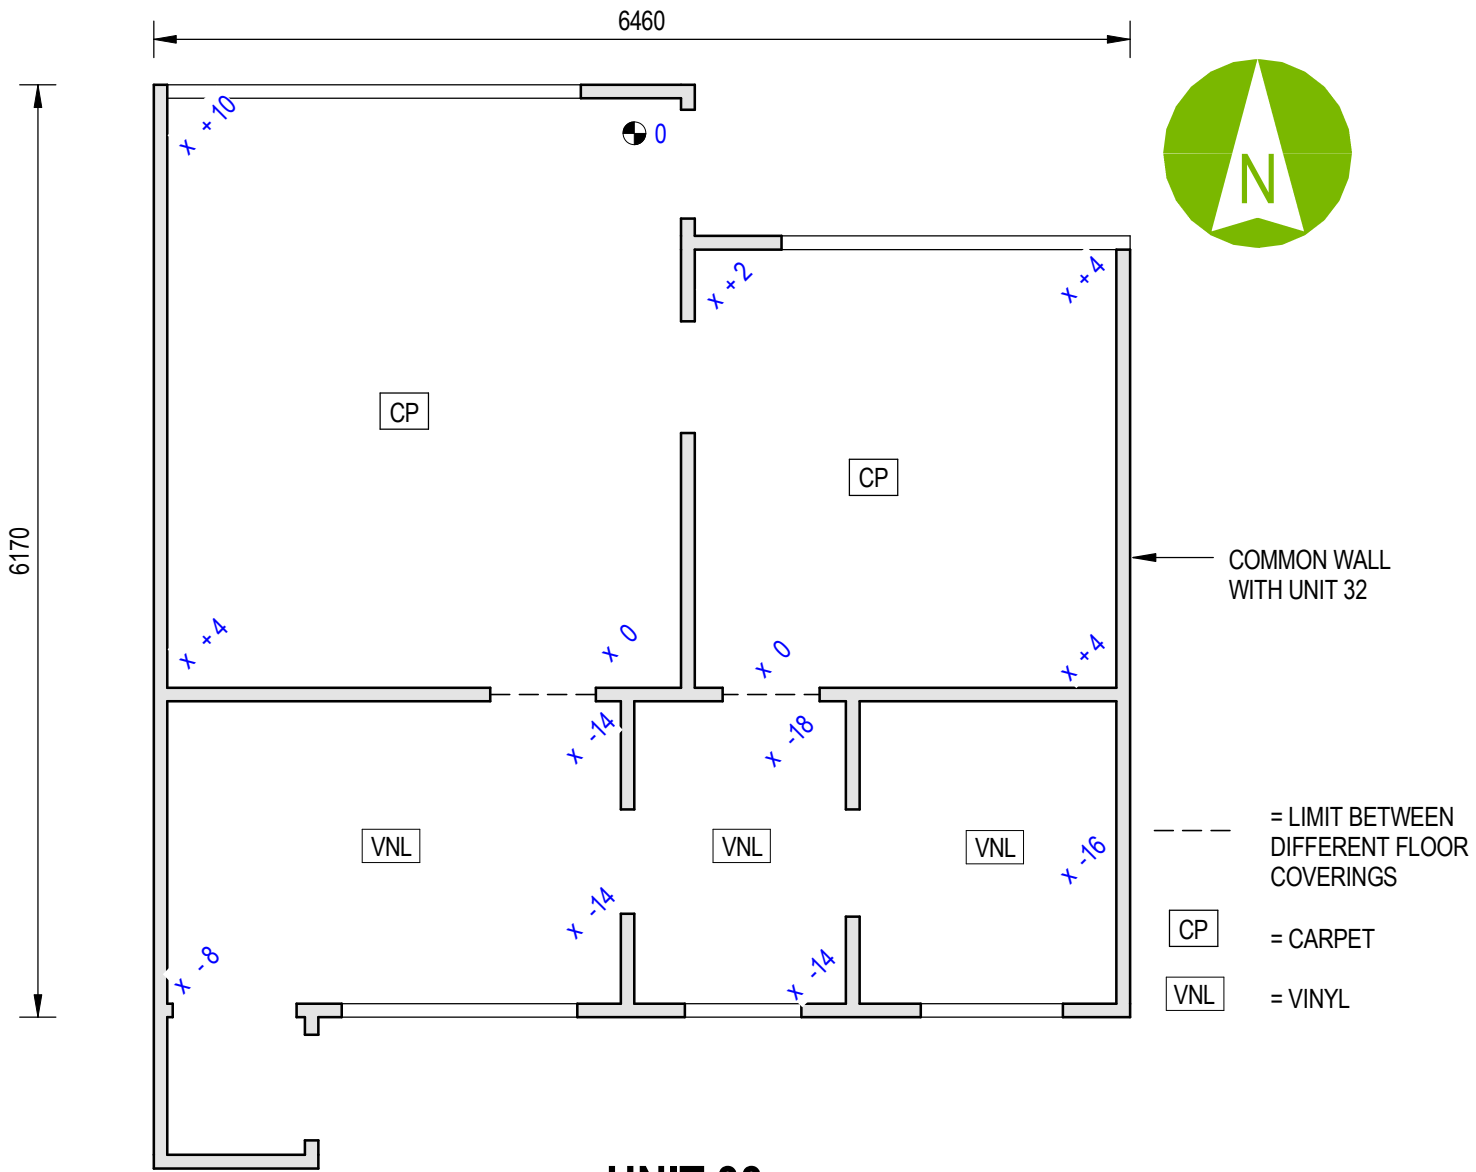 6460
x +10
0
N
x +2
x +4
CP
CP
6170
COMMON WALL
WITH UNIT 32
x +4
x 0
x 0
x +4
x -14
x -18
= LIMIT BETWEEN
DIFFERENT FLOOR
COVERINGS
VNL
VNL
VNL
x -16
x -14
CP
= CARPET
x -8
x -14
VNL
= VINYL